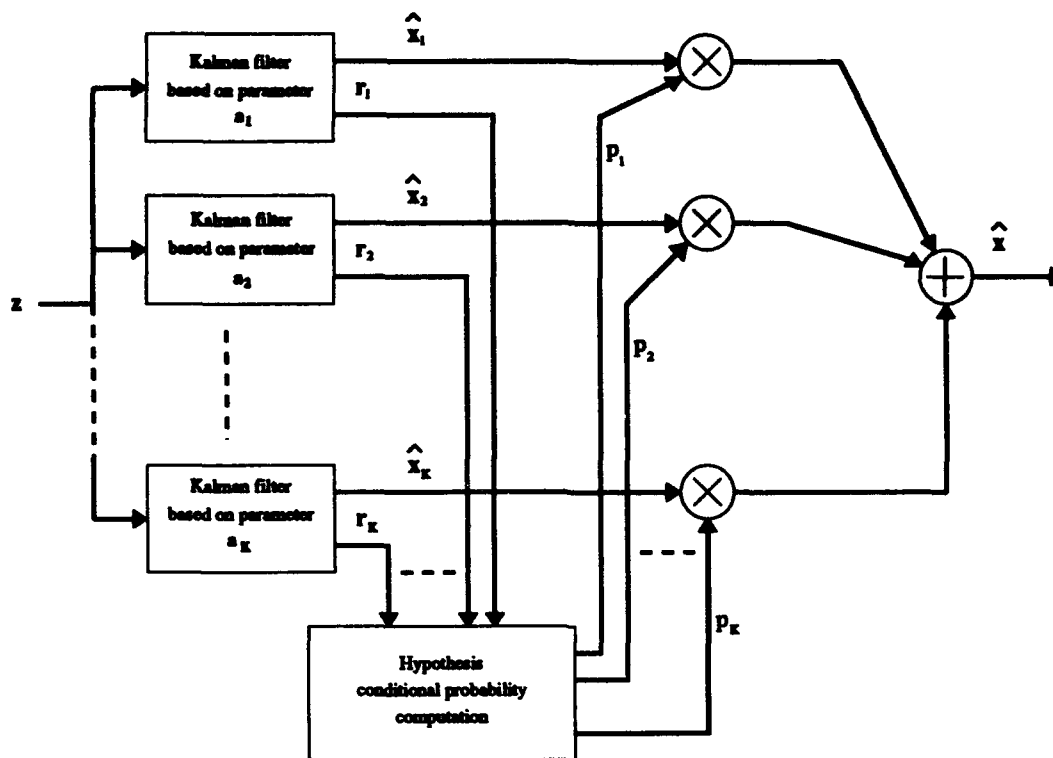 x̂₁
Kalman filter
based on parameter
a₁
r₁
p₁
x̂₂
Kalman filter
based on parameter
a₂
r₂
x̂
z
p₂
x̂ₖ
Kalman filter
based on parameter
a ₖ
rₖ
pₖ
Hypothesis
conditional probability
computation